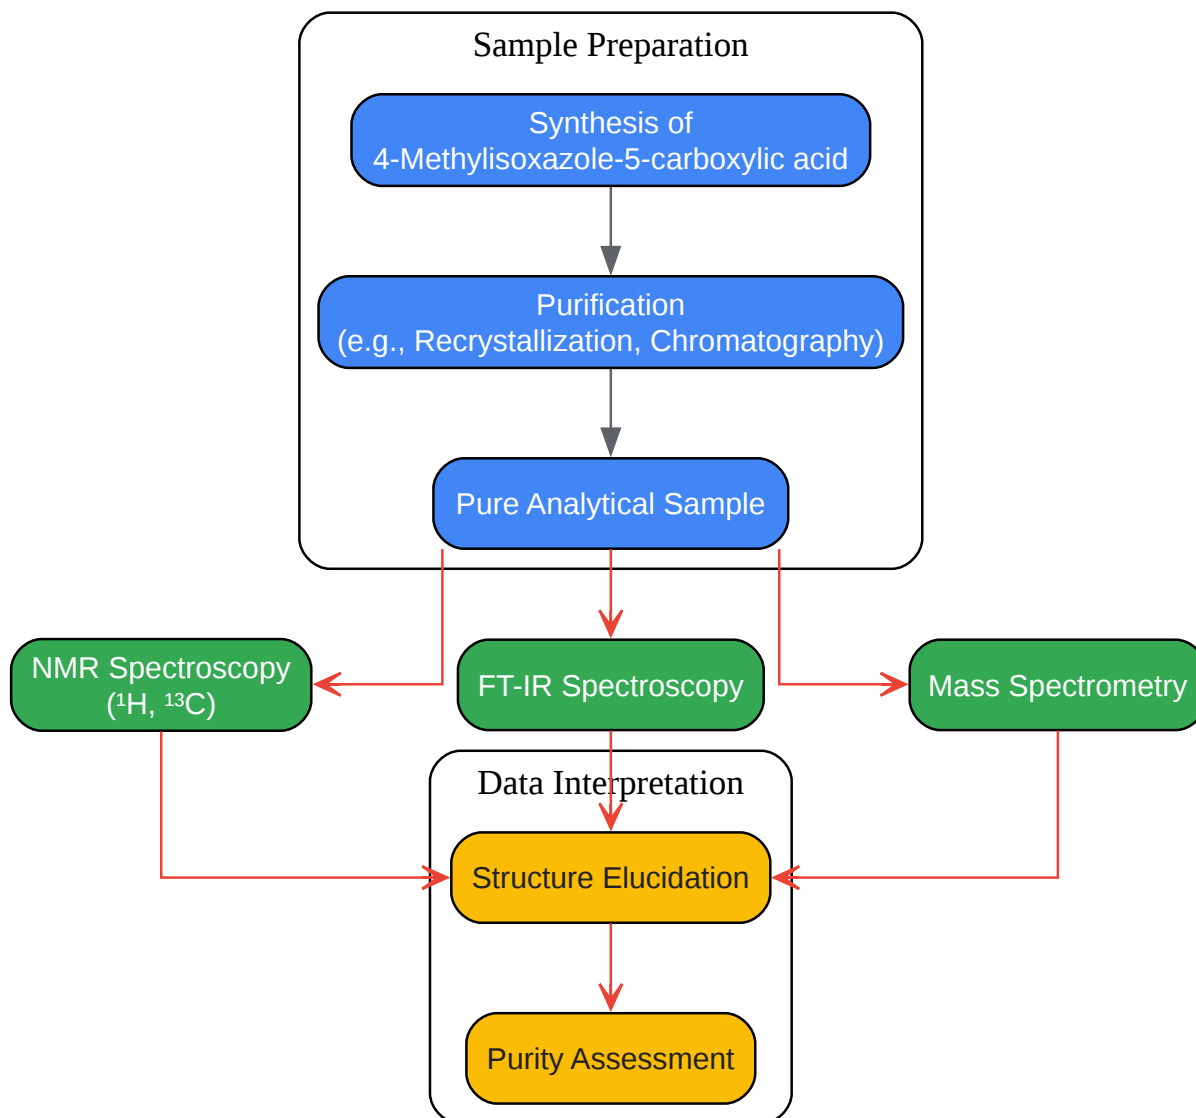 Sample Preparation
Synthesis of
4-Methylisoxazole-5-carboxylic acid
Purification
(e.g., Recrystallization, Chromatography)
Pure Analytical Sample
NMR Spectroscopy
(¹H, ¹³C)
FT-IR Spectroscopy
Mass Spectrometry
Data Interpretation
Structure Elucidation
Purity Assessment